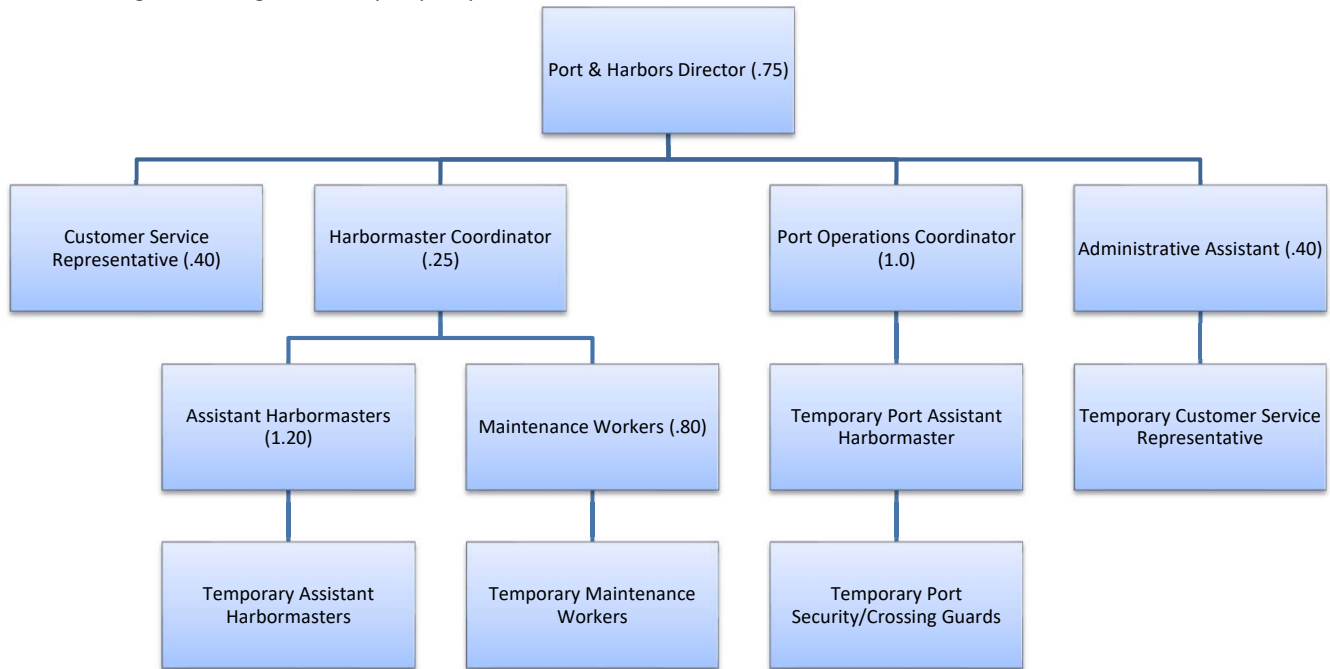 Port & Harbors Director (.75)
Customer Service
Representative (.40)
Harbormaster Coordinator
(.25)
Port Operations Coordinator
(1.0)
Administrative Assistant (.40)
Assistant Harbormasters
(1.20)
Maintenance Workers (.80)
Temporary Port Assistant
Harbormaster
Temporary Customer Service
Representative
Temporary Assistant
Harbormasters
Temporary Maintenance
Workers
Temporary Port
Security/Crossing Guards